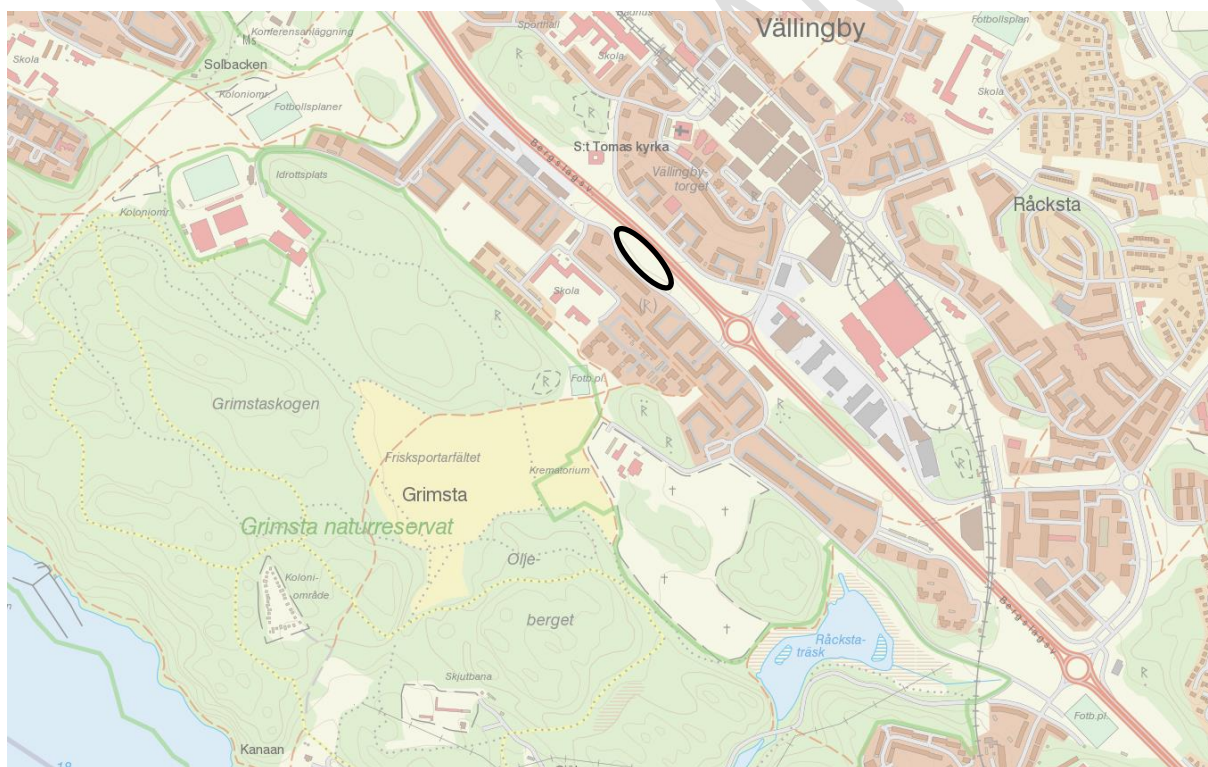 Vällingby
Sporthall
Fotbollsplan
Konferensanläggning
Skola
Skola
Solbacken
Koloniomr.
Skola
Fotbollsplaner
Bergslagsv.
S:t Tomas kyrka
Idrottsplats
Vällingby-
torget
Råcksta
Koloniomr.
Skola
(R)
R
R
R
R
R
R
R
Fotb.pl.
Grimstaskogen
Frisksportarfältet
Krematorium
Grimsta
Grimsta naturreservat
Olje-
berget
Koloni-
område
Bergslagsv.
Råcksta-
träsk
Skjutbana
Fotb.pl.
Kanaan
18